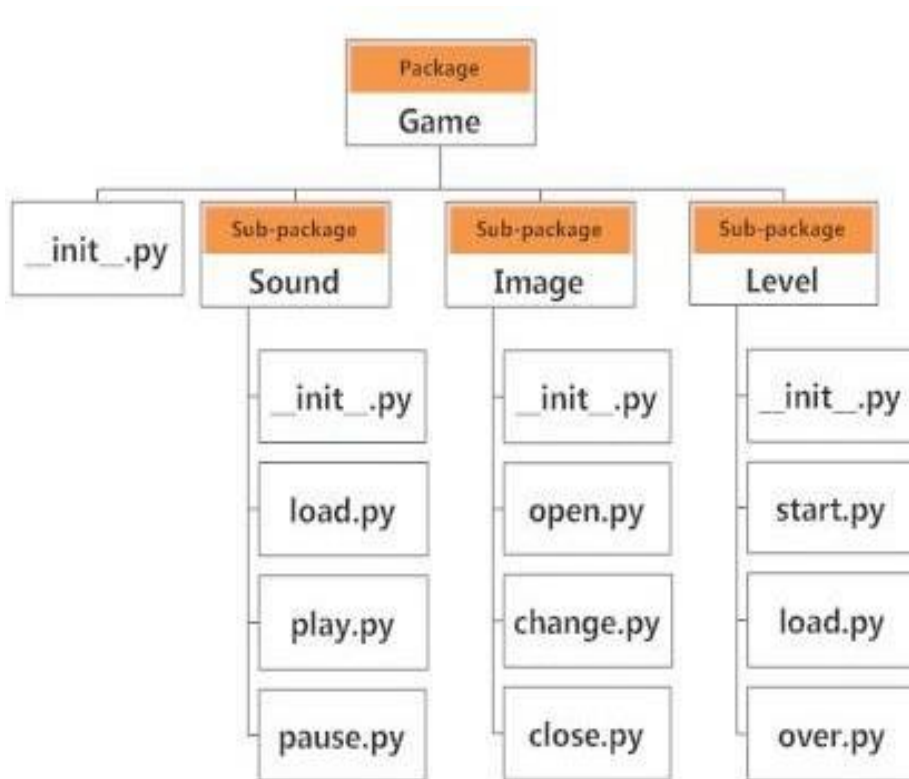 Package
Game
__init__.py
Sub-package
Sound
Sub-package
Image
Sub-package
Level
__init__.py
load.py
play.py
pause.py
__init__.py
open.py
change.py
close.py
__init__.py
start.py
load.py
over.py